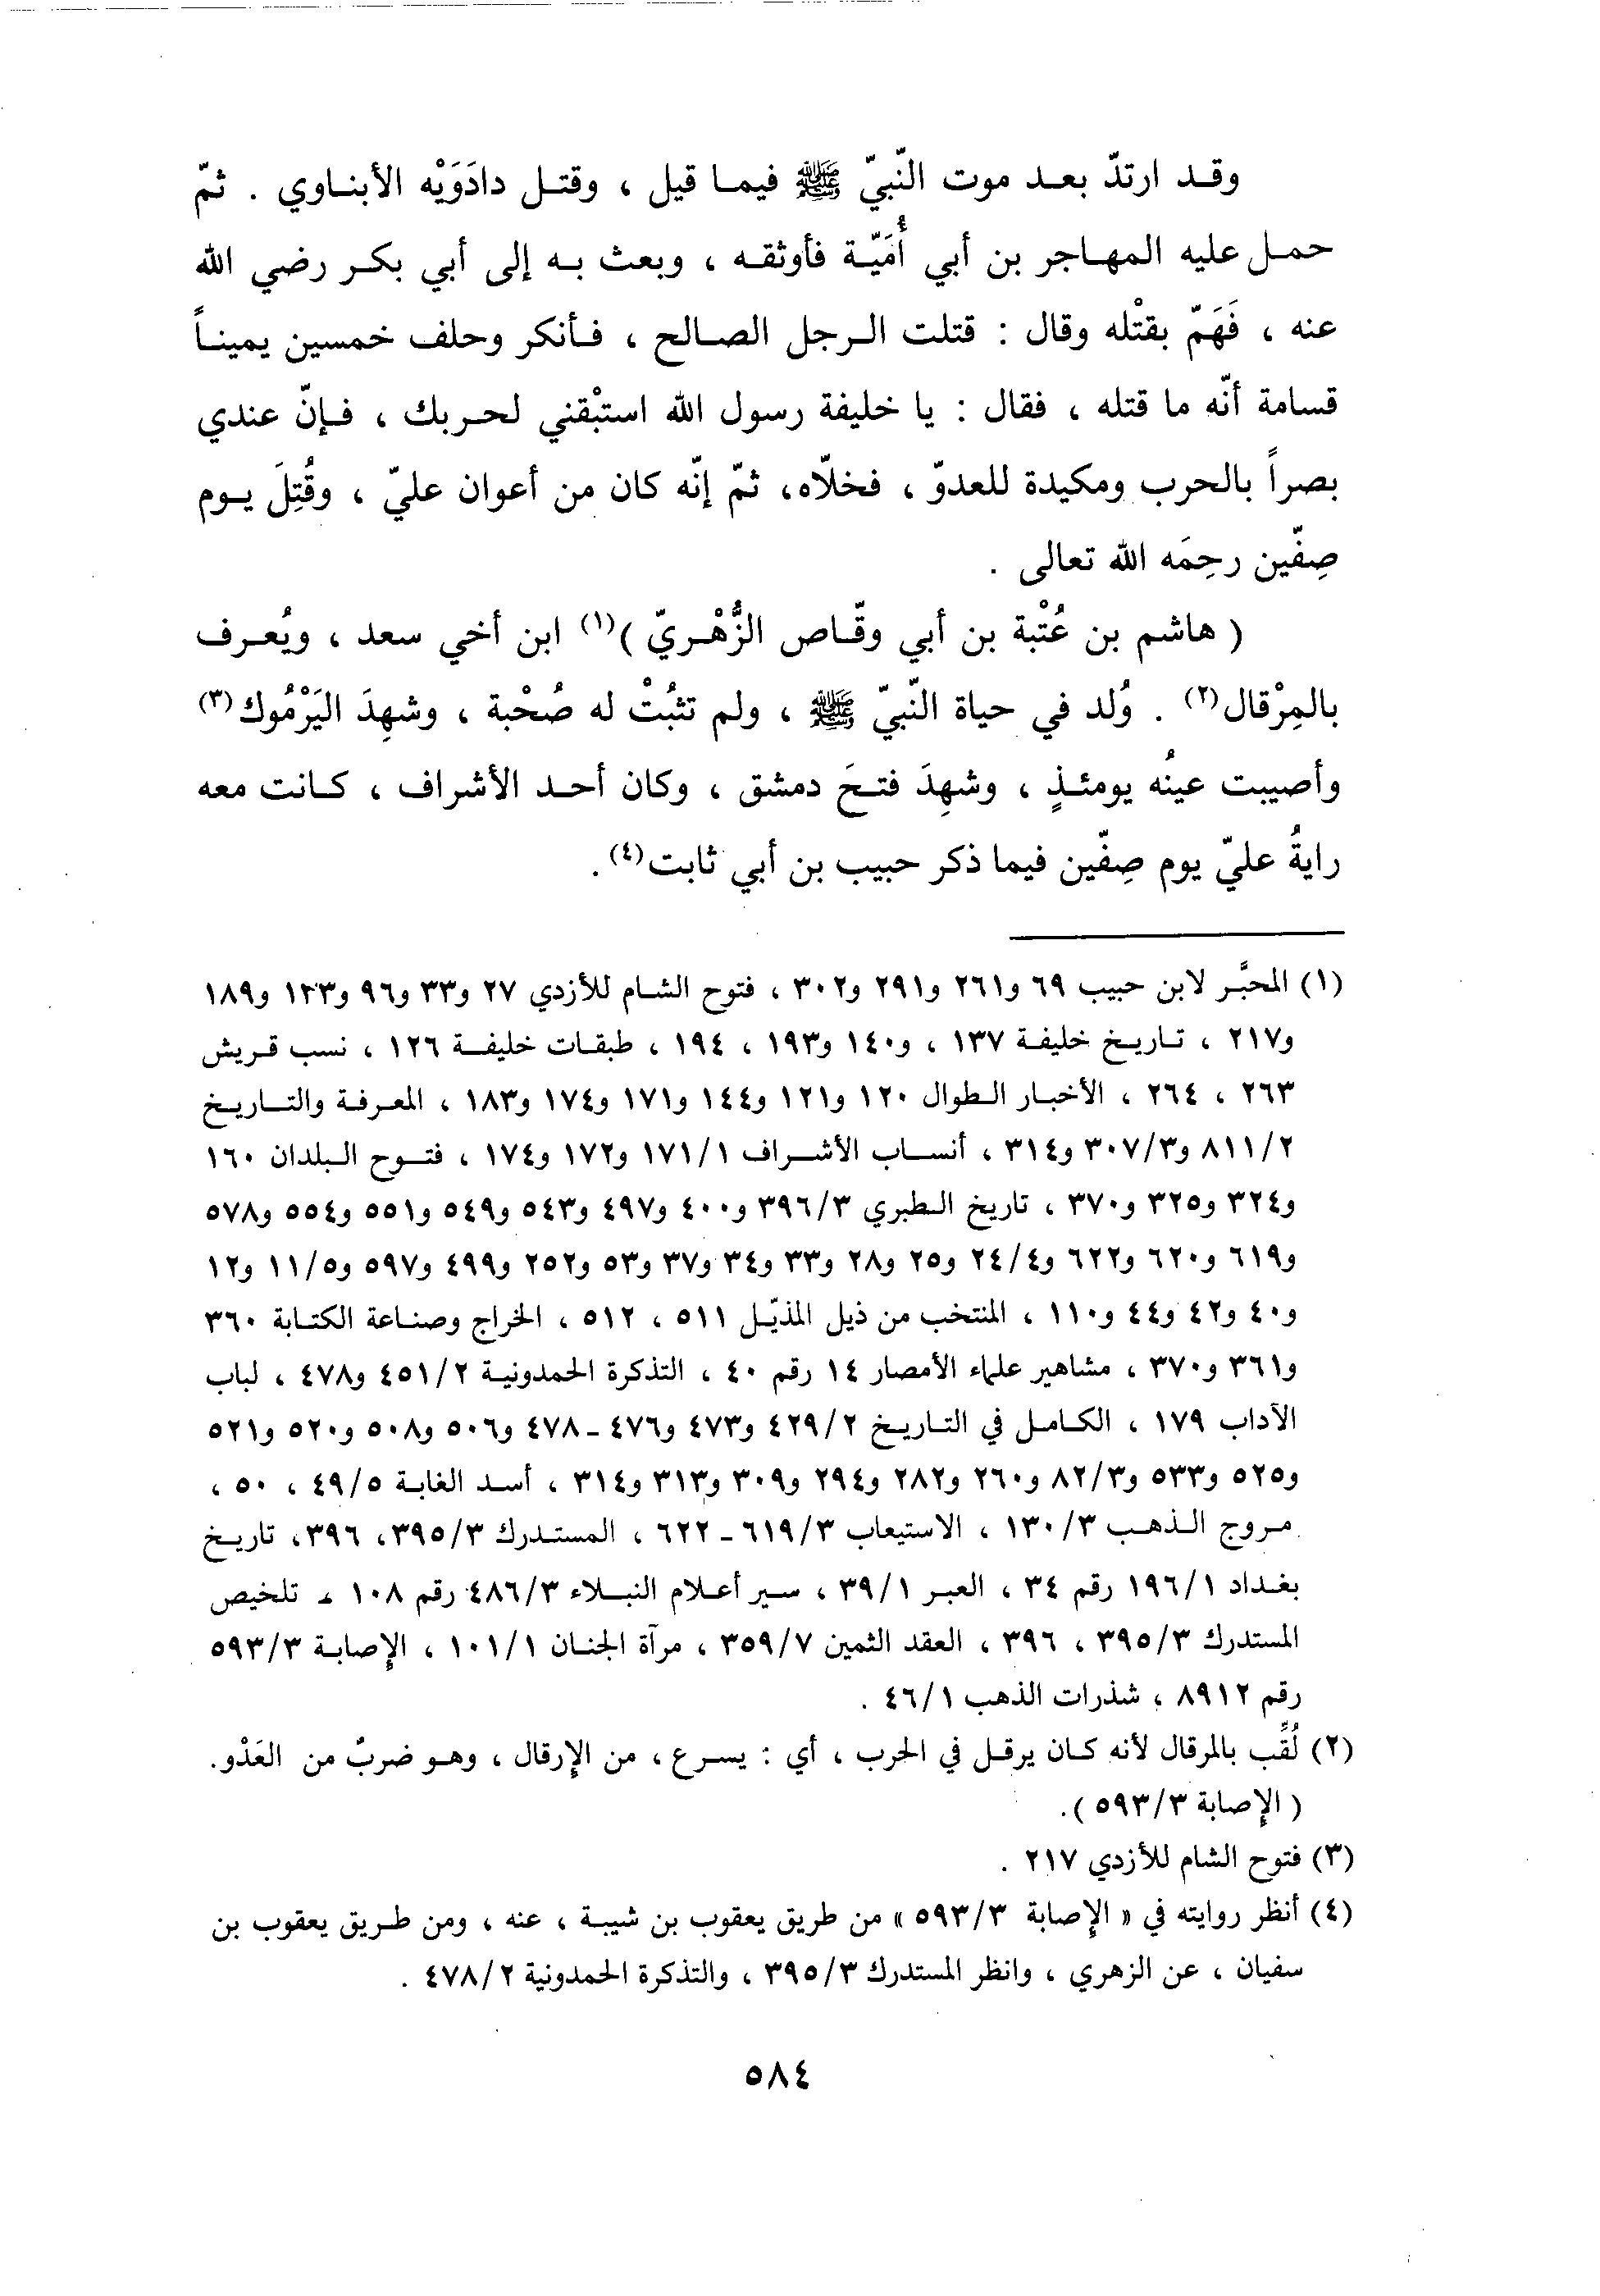 وقد ارتدّ بعد موت النّبيّ ﷺ فيما قيل ، وقتل دادَوَيْه الأبناوي . ثمّ
حمل عليه المهاجر بن أبي أُمَيّة فأوثقه ، وبعث به إلى أبي بكر رضي الله
عنه ، فَهَمّ بقتْله وقال : قتلت الرجل الصالح ، فأنكر وحلف خمسين يميناً
قسامة أنّه ما قتله ، فقال : يا خليفة رسول الله استبْقني لحربك ، فإنّ عندي
بصراً بالحرب ومكيدة للعدوّ ، فخلّاه، ثمّ إنّه كان من أعوان عليّ ، وقُتِلَ يوم
صِفّين رحِمَه الله تعالى .
( هاشم بن عُتْبة بن أبي وقّاص الزُّهْريّ )(١) ابن أخي سعد ، ويُعرف
بالمِرْقال(٢) . وُلد في حياة النّبيّ ﷺ ، ولم تثبُتْ له صُحْبة ، وشهِدَ اليَرْمُوك(٣)
وأصيبت عينُه يومئذٍ ، وشهِدَ فتحَ دمشق ، وكان أحد الأشراف ، كانت معه
رايةُ عليّ يوم صِفّين فيما ذكر حبيب بن أبي ثابت(٤).
(١) المحبَّر لابن حبيب ٦٩ و٢٦١ و٢٩١ و٣٠٢ ، فتوح الشام للأزدي ٢٧ و٣٣ و٩٦ و١٣٣ و١٨٩
و٢١٧ ، تاريخ خليفة ١٣٧ ، و١٤٠ و١٩٣ ، ١٩٤ ، طبقات خليفة ١٢٦ ، نسب قريش
٢٦٣ ، ٢٦٤ ، الأخبار الطوال ١٢٠ و١٢١ و١٤٤ و١٧١ و١٧٤ و١٨٣ ، المعرفة والتاريخ
٨١١/٢ و٣٠٧/٣ و٣١٤ ، أنساب الأشراف ١٧١/١ و١٧٢ و١٧٤ ، فتوح البلدان ١٦٠
و٣٢٤ و٣٢٥ و٣٧٠ ، تاريخ الطبري ٣٩٦/٣ و٤٠٠ و٤٩٧ و٥٤٣ و٥٤٩ و٥٥١ و٥٥٤ و٥٧٨
و٦١٩ و٦٢٠ و٦٢٢ و٢٤/٤ و٢٥ و٢٨ و٣٣ و٣٤ و٣٧ و٥٣ و٢٥٢ و٤٩٩ و٥٩٧ و١١/٥ و١٢
و٤٠ و٤٢ و٤٤ و١١٠ ، المنتخب من ذيل المذيّل ٥١١ ، ٥١٢ ، الخراج وصناعة الكتابة ٣٦٠
و٣٦١ و٣٧٠ ، مشاهير علماء الأمصار ١٤ رقم ٤٠ ، التذكرة الحمدونية ٤٥١/٢ و٤٧٨ ، لباب
الآداب ١٧٩ ، الكامل في التاريخ ٤٢٩/٢ و٤٧٣ و٤٧٦ ـ ٤٧٨ و٥٠٦ و٥٠٨ و٥٢٠ و٥٢١
و٥٢٥ و٥٣٣ و٨٢/٣ و٢٦٠ و٢٨٢ و٢٩٤ و٣٠٩ و٣١٣ و٣١٤ ، أسد الغابة ٤٩/٥ ، ٥٠ ،
مروج الذهب ١٣٠/٣ ، الاستيعاب ٦١٩/٣ ـ ٦٢٢ ، المستدرك ٣٩٥/٣، ٣٩٦، تاريخ
بغداد ١٩٦/١ رقم ٣٤ ، العبر ٣٩/١ ، سير أعلام النبلاء ٤٨٦/٣ رقم ١٠٨ ، تلخيص
المستدرك ٣٩٥/٣ ، ٣٩٦ ، العقد الثمين ٣٥٩/٧ ، مرآة الجنان ١٠١/١ ، الإصابة ٥٩٣/٣
رقم ٨٩١٢ ، شذرات الذهب ٤٦/١ .
(٢) لُقِّب بالمرقال لأنه كان يرقل في الحرب ، أي : يسرع ، من الإرقال ، وهو ضربٌ من العَدْو.
( الإصابة ٥٩٣/٣ ).
(٣) فتوح الشام للأزدي ٢١٧ .
(٤) أنظر روايته في « الإصابة ٥٩٣/٣ » من طريق يعقوب بن شيبة ، عنه ، ومن طريق يعقوب بن
سفيان ، عن الزهري ، وانظر المستدرك ٣٩٥/٣ ، والتذكرة الحمدونية ٤٧٨/٢ .
٥٨٤